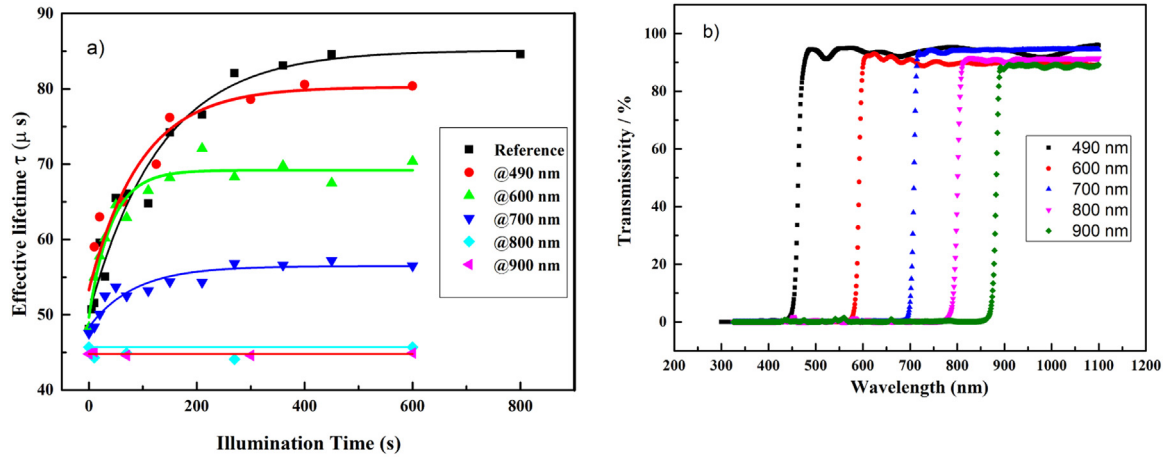 a)
85
80
70
60
50
40
0
200
400
600
800
Effective lifetime τ (μ s)
Illumination Time (s)
Reference
@490 nm
@600 nm
@700 nm
@800 nm
@900 nm
b)
100
80
60
40
20
0
200
300
400
500
600
700
800
900
1000
1100
1200
Transmissivity / %
Wavelength (nm)
490 nm
600 nm
700 nm
800 nm
900 nm